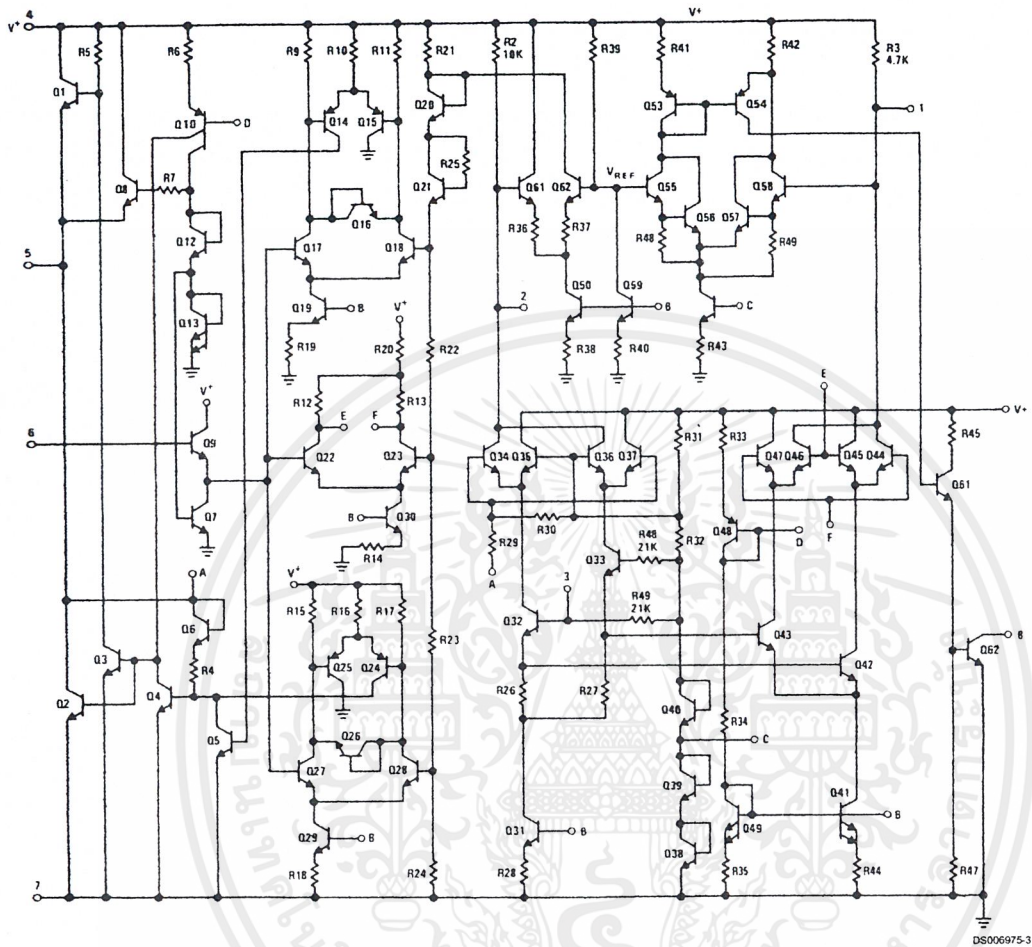 4
V+
V+
R5
R6
R9
R10
R11
R21
R2
10K
R39
R41
R42
R3
4.7K
Q1
Q10
D
Q14
Q15
Q20
Q53
Q54
1
Q8
R7
R25
Q21
Q61
Q62
VREF
Q55
Q58
Q12
Q16
R36
R37
Q56
Q57
R48
R49
5
Q17
Q18
Q13
Q19
B
2
Q50
Q59
B
C
R19
V+
R20
R22
R38
R40
R43
E
V+
R12
R13
V+
6
Q9
E
F
R31
R33
R45
Q22
Q23
Q34
Q35
Q36
Q37
Q47
Q46
Q45
Q44
Q61
Q7
B
Q30
R30
R32
Q48
D
F
R14
R29
R48
21K
A
Q33
A
V+
3
R49
21K
R15
R16
R17
Q6
Q32
Q43
R23
Q3
R4
Q25
Q24
Q42
B
Q62
Q2
Q4
R26
R27
Q40
R34
Q5
Q26
C
Q27
Q28
Q39
Q41
Q29
B
Q31
B
Q49
B
Q38
R18
R24
R28
R35
R44
R47
7
DS006975-3